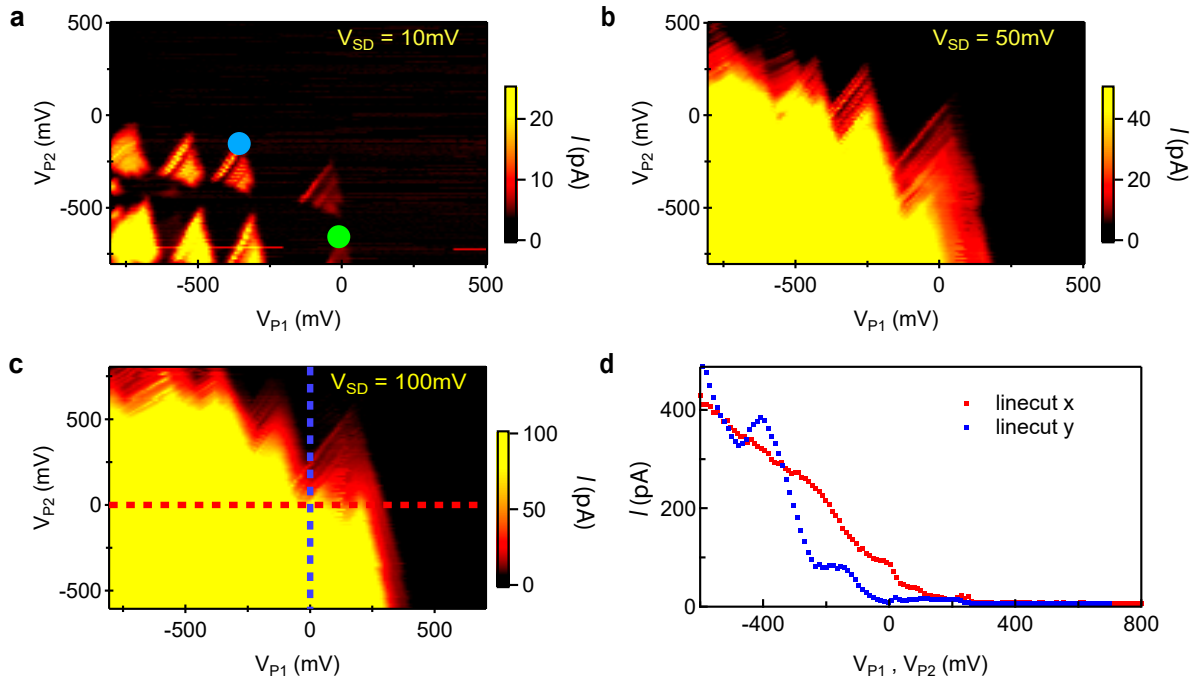 a
V_SD = 10mV
500
0
-500
V_P2 (mV)
-500
0
500
V_P1 (mV)
20
10
0
I (pA)
b
V_SD = 50mV
500
0
-500
V_P2 (mV)
-500
0
500
V_P1 (mV)
40
20
0
I (pA)
c
V_SD = 100mV
500
0
-500
V_P2 (mV)
-500
0
500
V_P1 (mV)
100
50
0
I (pA)
d
linecut x
linecut y
400
200
0
I (pA)
-400
0
400
800
V_P1 , V_P2 (mV)